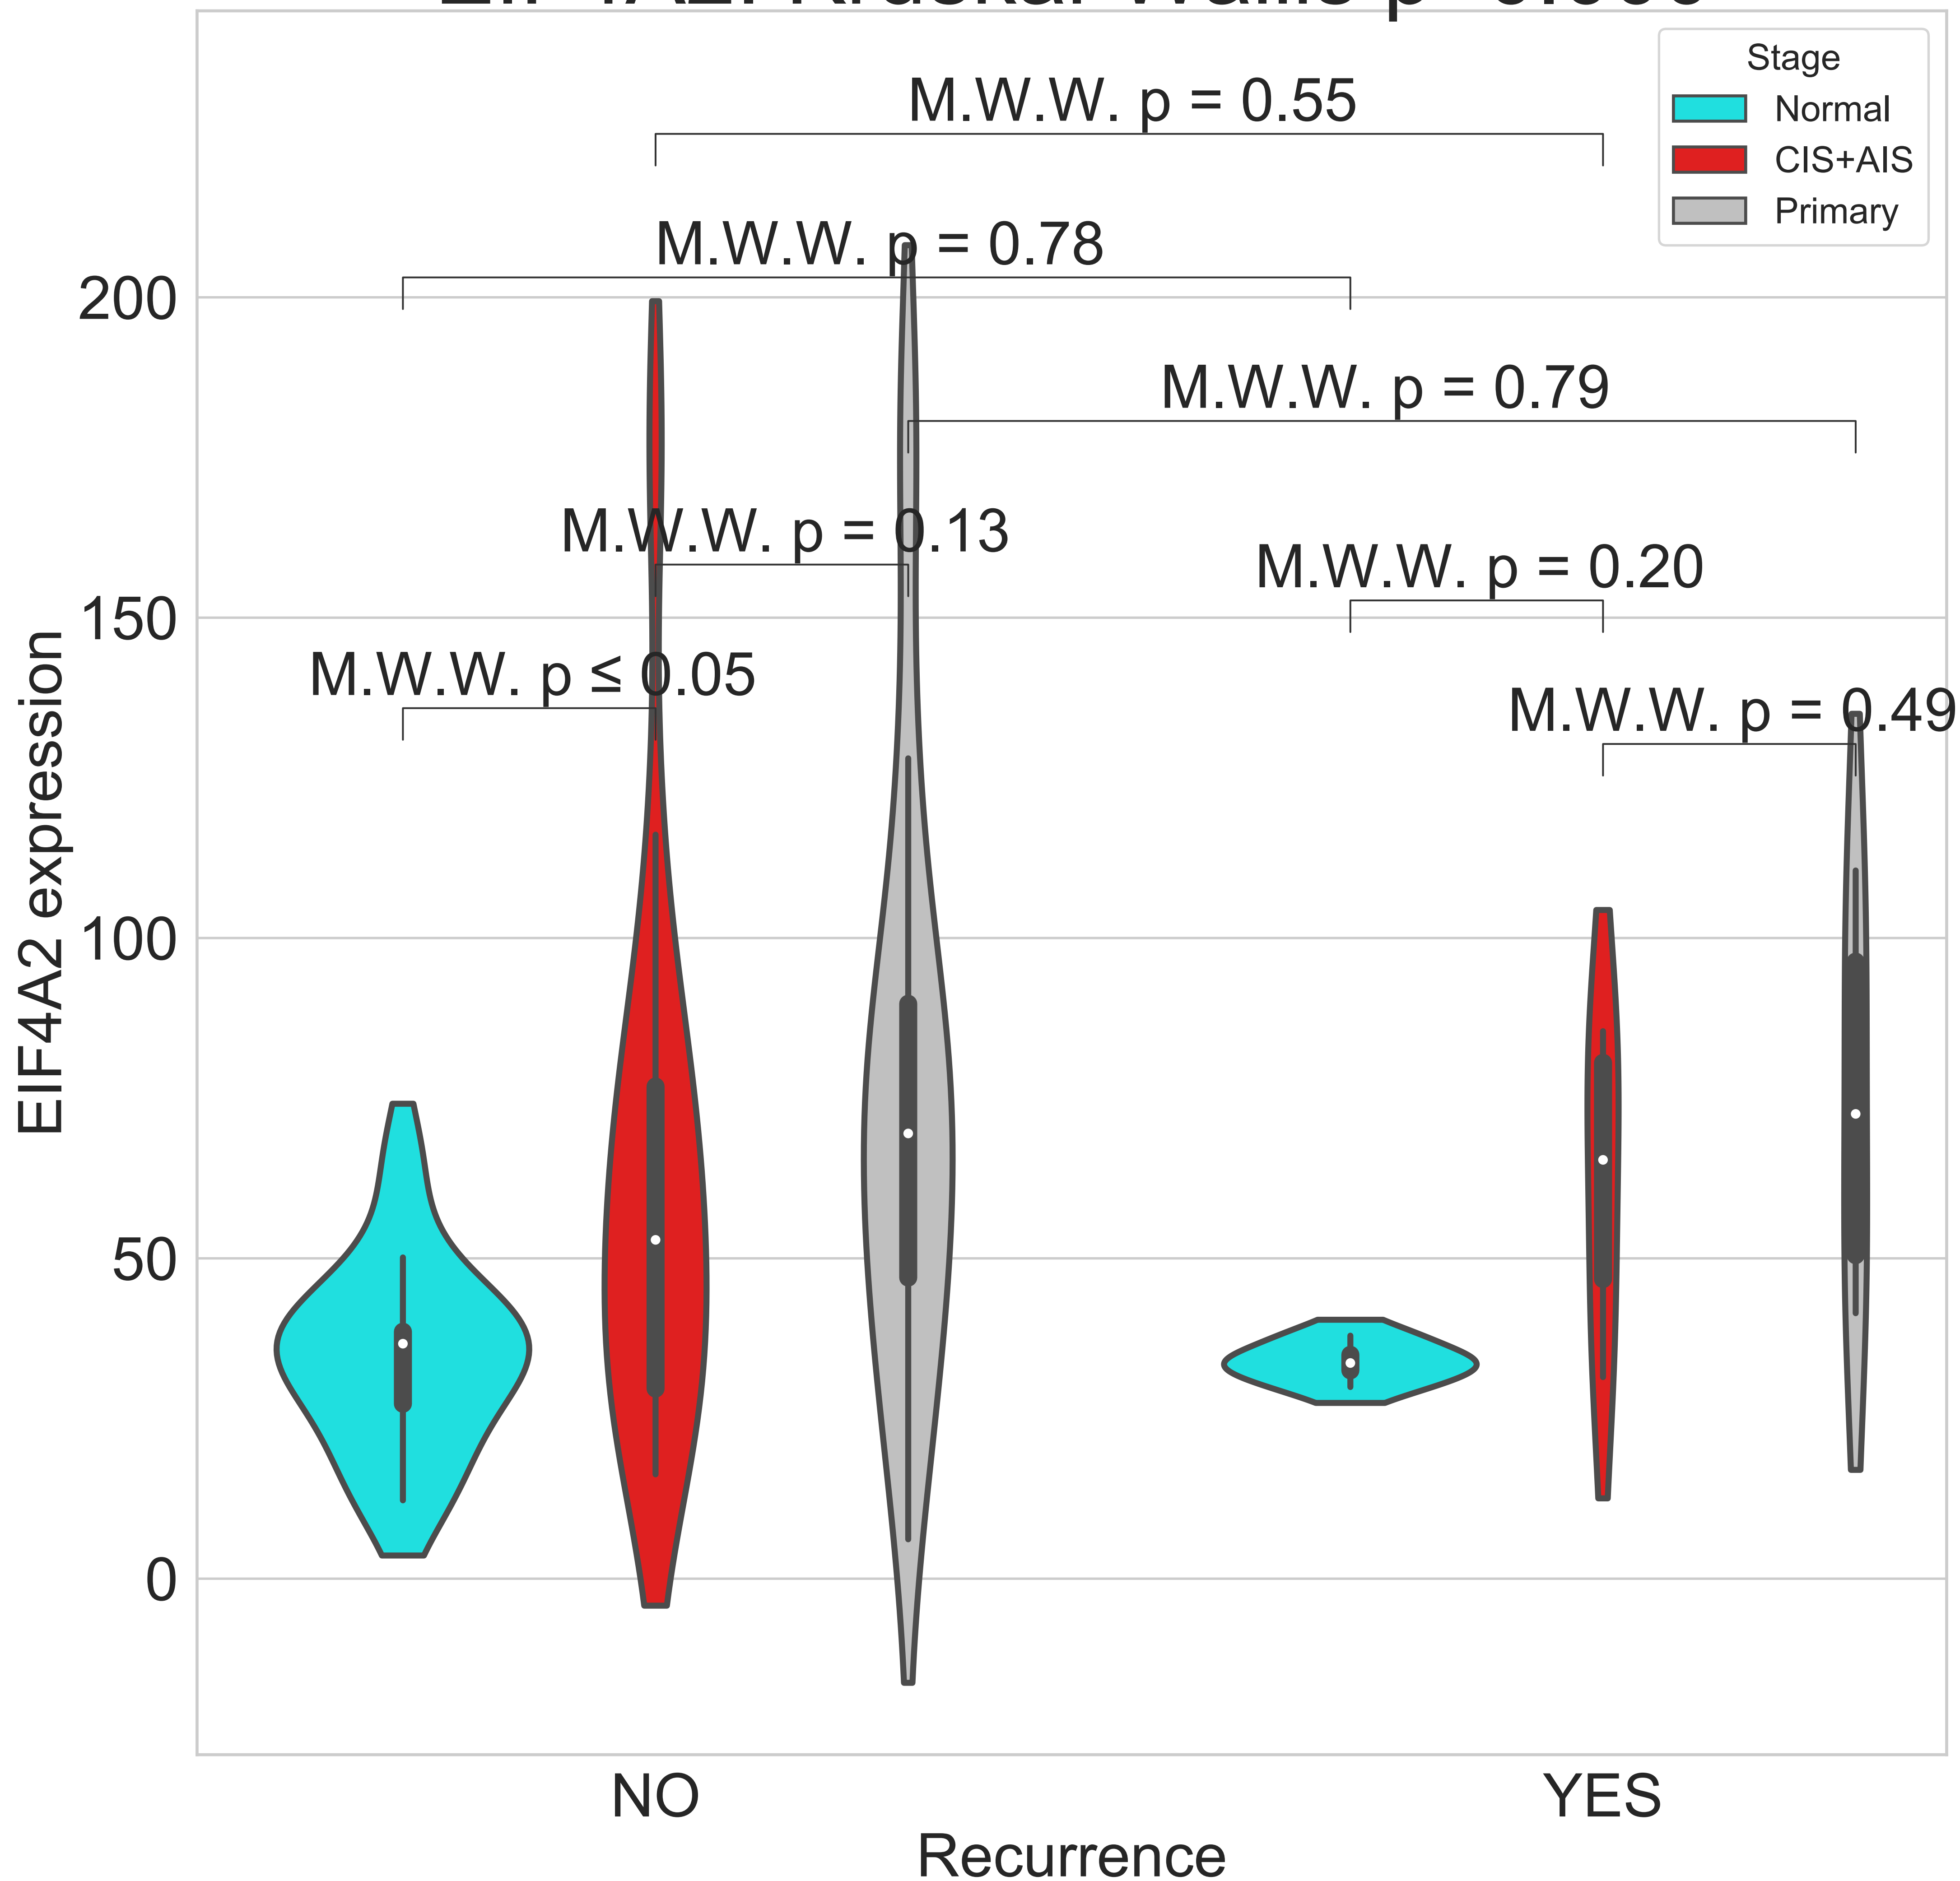 Stage
Normal
CIS+AIS
Primary
M.W.W. p = 0.55
M.W.W. p = 0.78
M.W.W. p = 0.79
M.W.W. p = 0.13
M.W.W. p = 0.20
M.W.W. p ≤ 0.05
M.W.W. p = 0.49
200
150
100
50
0
EIF4A2 expression
NO
YES
Recurrence